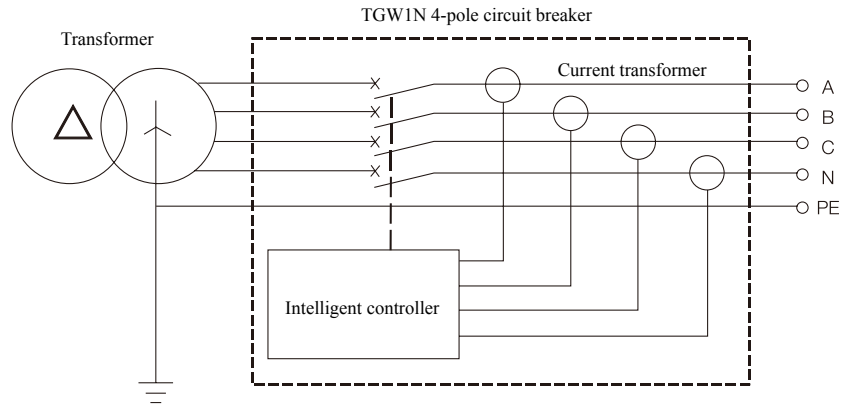 TGW1N 4-pole circuit breaker
Transformer
Current transformer
A
B
C
N
PE
Intelligent controller